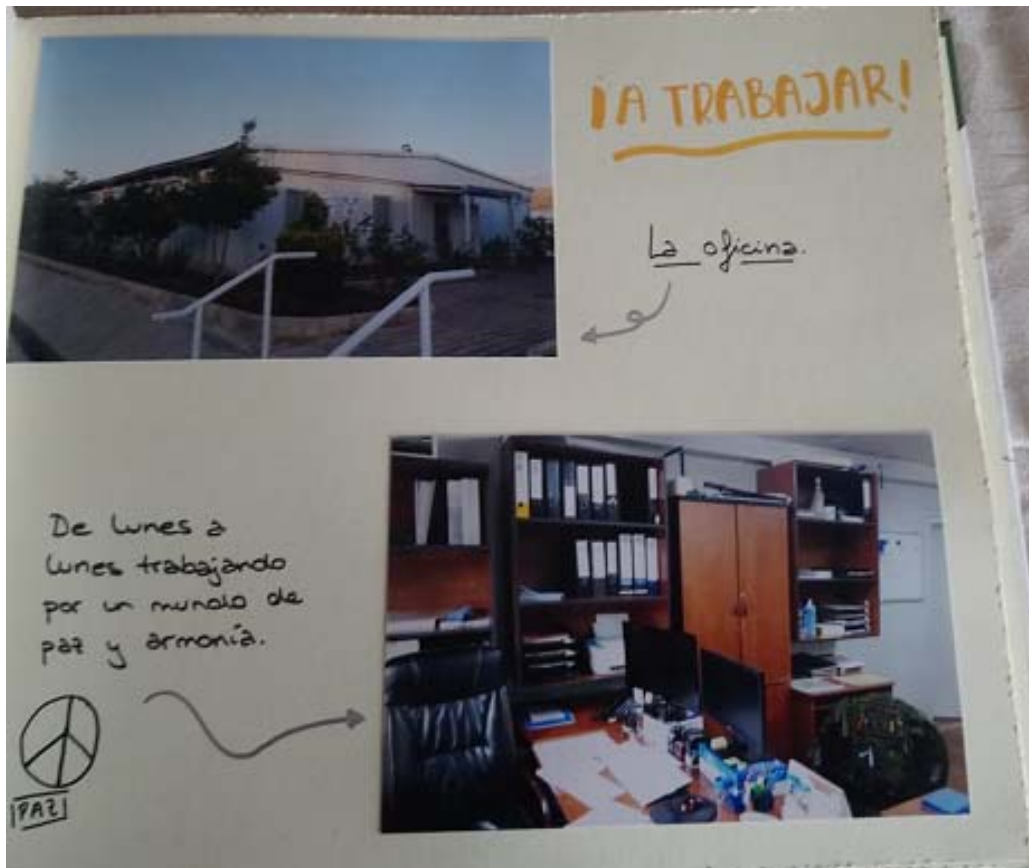 ¡A TRABAJAR!
La oficina.
De lunes a
lunes trabajando
por un mundo de
paz y armonía.
PAZ